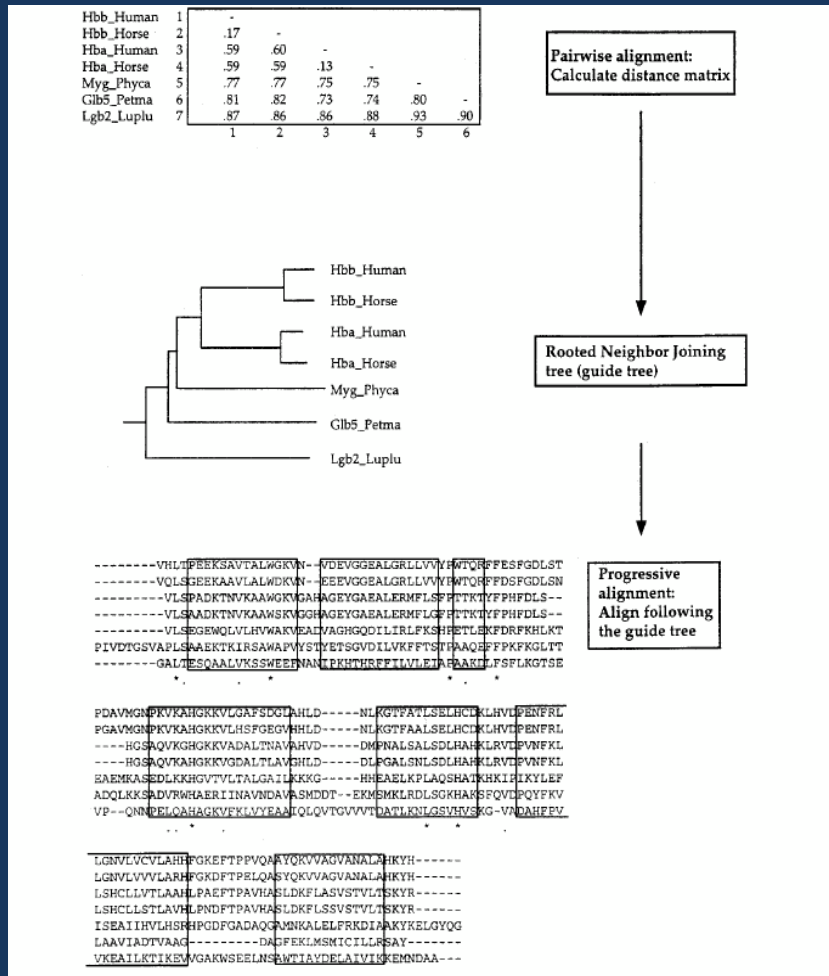 Hbb_Human 1 -
Hbb_Horse 2 .17 -
Hba_Human 3 .59 .60 -
Hba_Horse 4 .59 .59 .13 -
Myg_Phyca 5 .77 .77 .75 .75 -
Glb5_Petma 6 .81 .82 .73 .74 .80 -
Lgb2_Luplu 7 .87 .86 .86 .88 .93 .90
1 2 3 4 5 6
Pairwise alignment:
Calculate distance matrix
Hbb_Human
Hbb_Horse
Hba_Human
Hba_Horse
Myg_Phyca
Glb5_Petma
Lgb2_Luplu
Rooted Neighbor Joining
tree (guide tree)
--------VHLTPEEKSAVTALWGKVN--VDEVGGEALGRLLVVYPWTQRFFESFGDLST
--------VQLSGEEKAAVLALWDKVN--EEEVGGEALGRLLVVYPWTQRFFDSFGDLSN
---------VLSPADKTNVKAAWGKVGAHAGEYGAEALERMFLSFPTTKTYFPHFDLS--
---------VLSAADKTNVKAAWSKVGGHAGEYGAEALERMFLGFPTTKTYFPHFDLS--
---------VLSEGEWQLVLHVWAKVEADVAGHGQDILIRLFKSHPETLEKFDRFKHLKT
PIVDTGSVAPLSAAEKTKIRSAWAPVYSTYETSGVDILVKFFTSTPAAQEFFPKFKGLTT
--------GALTESQAALVKSSWEEFNANIPKHTHRFFILVLEIAPAAKDLFSFLKGTSE
Progressive
alignment:
Align following
the guide tree
PDAVMGNPKVKAHGKKVLGAFSDGLAHLD-----NLKGTFATLSELHCDKLHVDPENFRL
PGAVMGNPKVKAHGKKVLHSFGEGVHHLD-----NLKGTFAALSELHCDKLHVDPENFRL
----HGSAQVKGHGKKVADALTNAVAHVD-----DMPNALSALSDLHAHKLRVDPVNFKL
----HGSAQVKAHGKKVGDALTLAVGHLD-----DLPGALSNLSDLHAHKLRVDPVNFKL
EAEMKASEDLKKHGVTVLTALGAILKKKG-----HHEAELKPLAQSHATKHKIPIKYLEF
ADQLKKSADVRWHAERIINAVNDAVASMDDT--EKMSMKLRDLSGKHAKSFQVDPQYFKV
VP-QNNPELQAHAGKVFKLVYEAAIQLQVTGVVVTDATLKNLGSVHVSKG-VADAHFPV
LGNVLVCVLAHHFGKEFTPPVQAAYQKVVAGVANALAHKYH------
LGNVLVVVLARHFGKDFTPELQASYQKVVAGVANALAHKYH------
LSHCLLVTLAAHLPAEFTPAVHASLDKFLASVSTVLTSKYR------
LSHCLLSTLAVHLPNDFTPAVHASLDKFLSSVSTVLTSKYR------
ISEAIIHVLHSRHPGDFGADAQGAMNKALELFRKDIAAKYKELGYQG
LAAVIADTVAAG---------DAGFEKLMSMICILLRSAY-------
VKEAILKTIKEVVGAKWSEELNSAWTIAYDELAIVIKKEMNDAA---